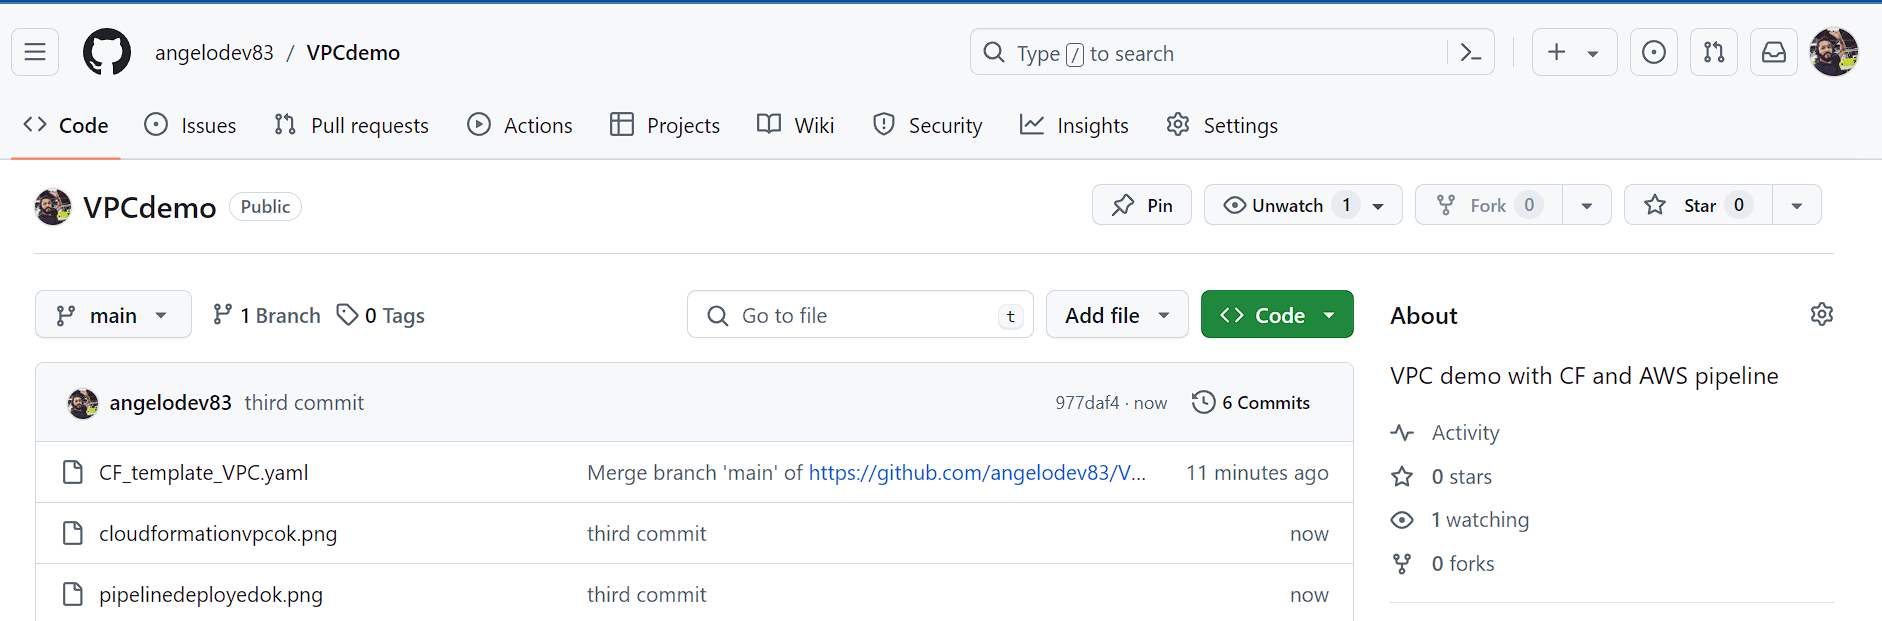 angelodev83 / VPCdemo
Type / to search
Code Issues Pull requests Actions Projects Wiki Security Insights Settings
VPCdemo Public
Pin Unwatch 1 Fork 0 Star 0
main 1 Branch 0 Tags Go to file t Add file Code
angelodev83 third commit 977daf4 · now 6 Commits
CF_template_VPC.yaml Merge branch 'main' of https://github.com/angelodev83/V... 11 minutes ago
cloudformationvpcok.png third commit now
pipelinedeployedok.png third commit now
About
VPC demo with CF and AWS pipeline
Activity
0 stars
1 watching
0 forks